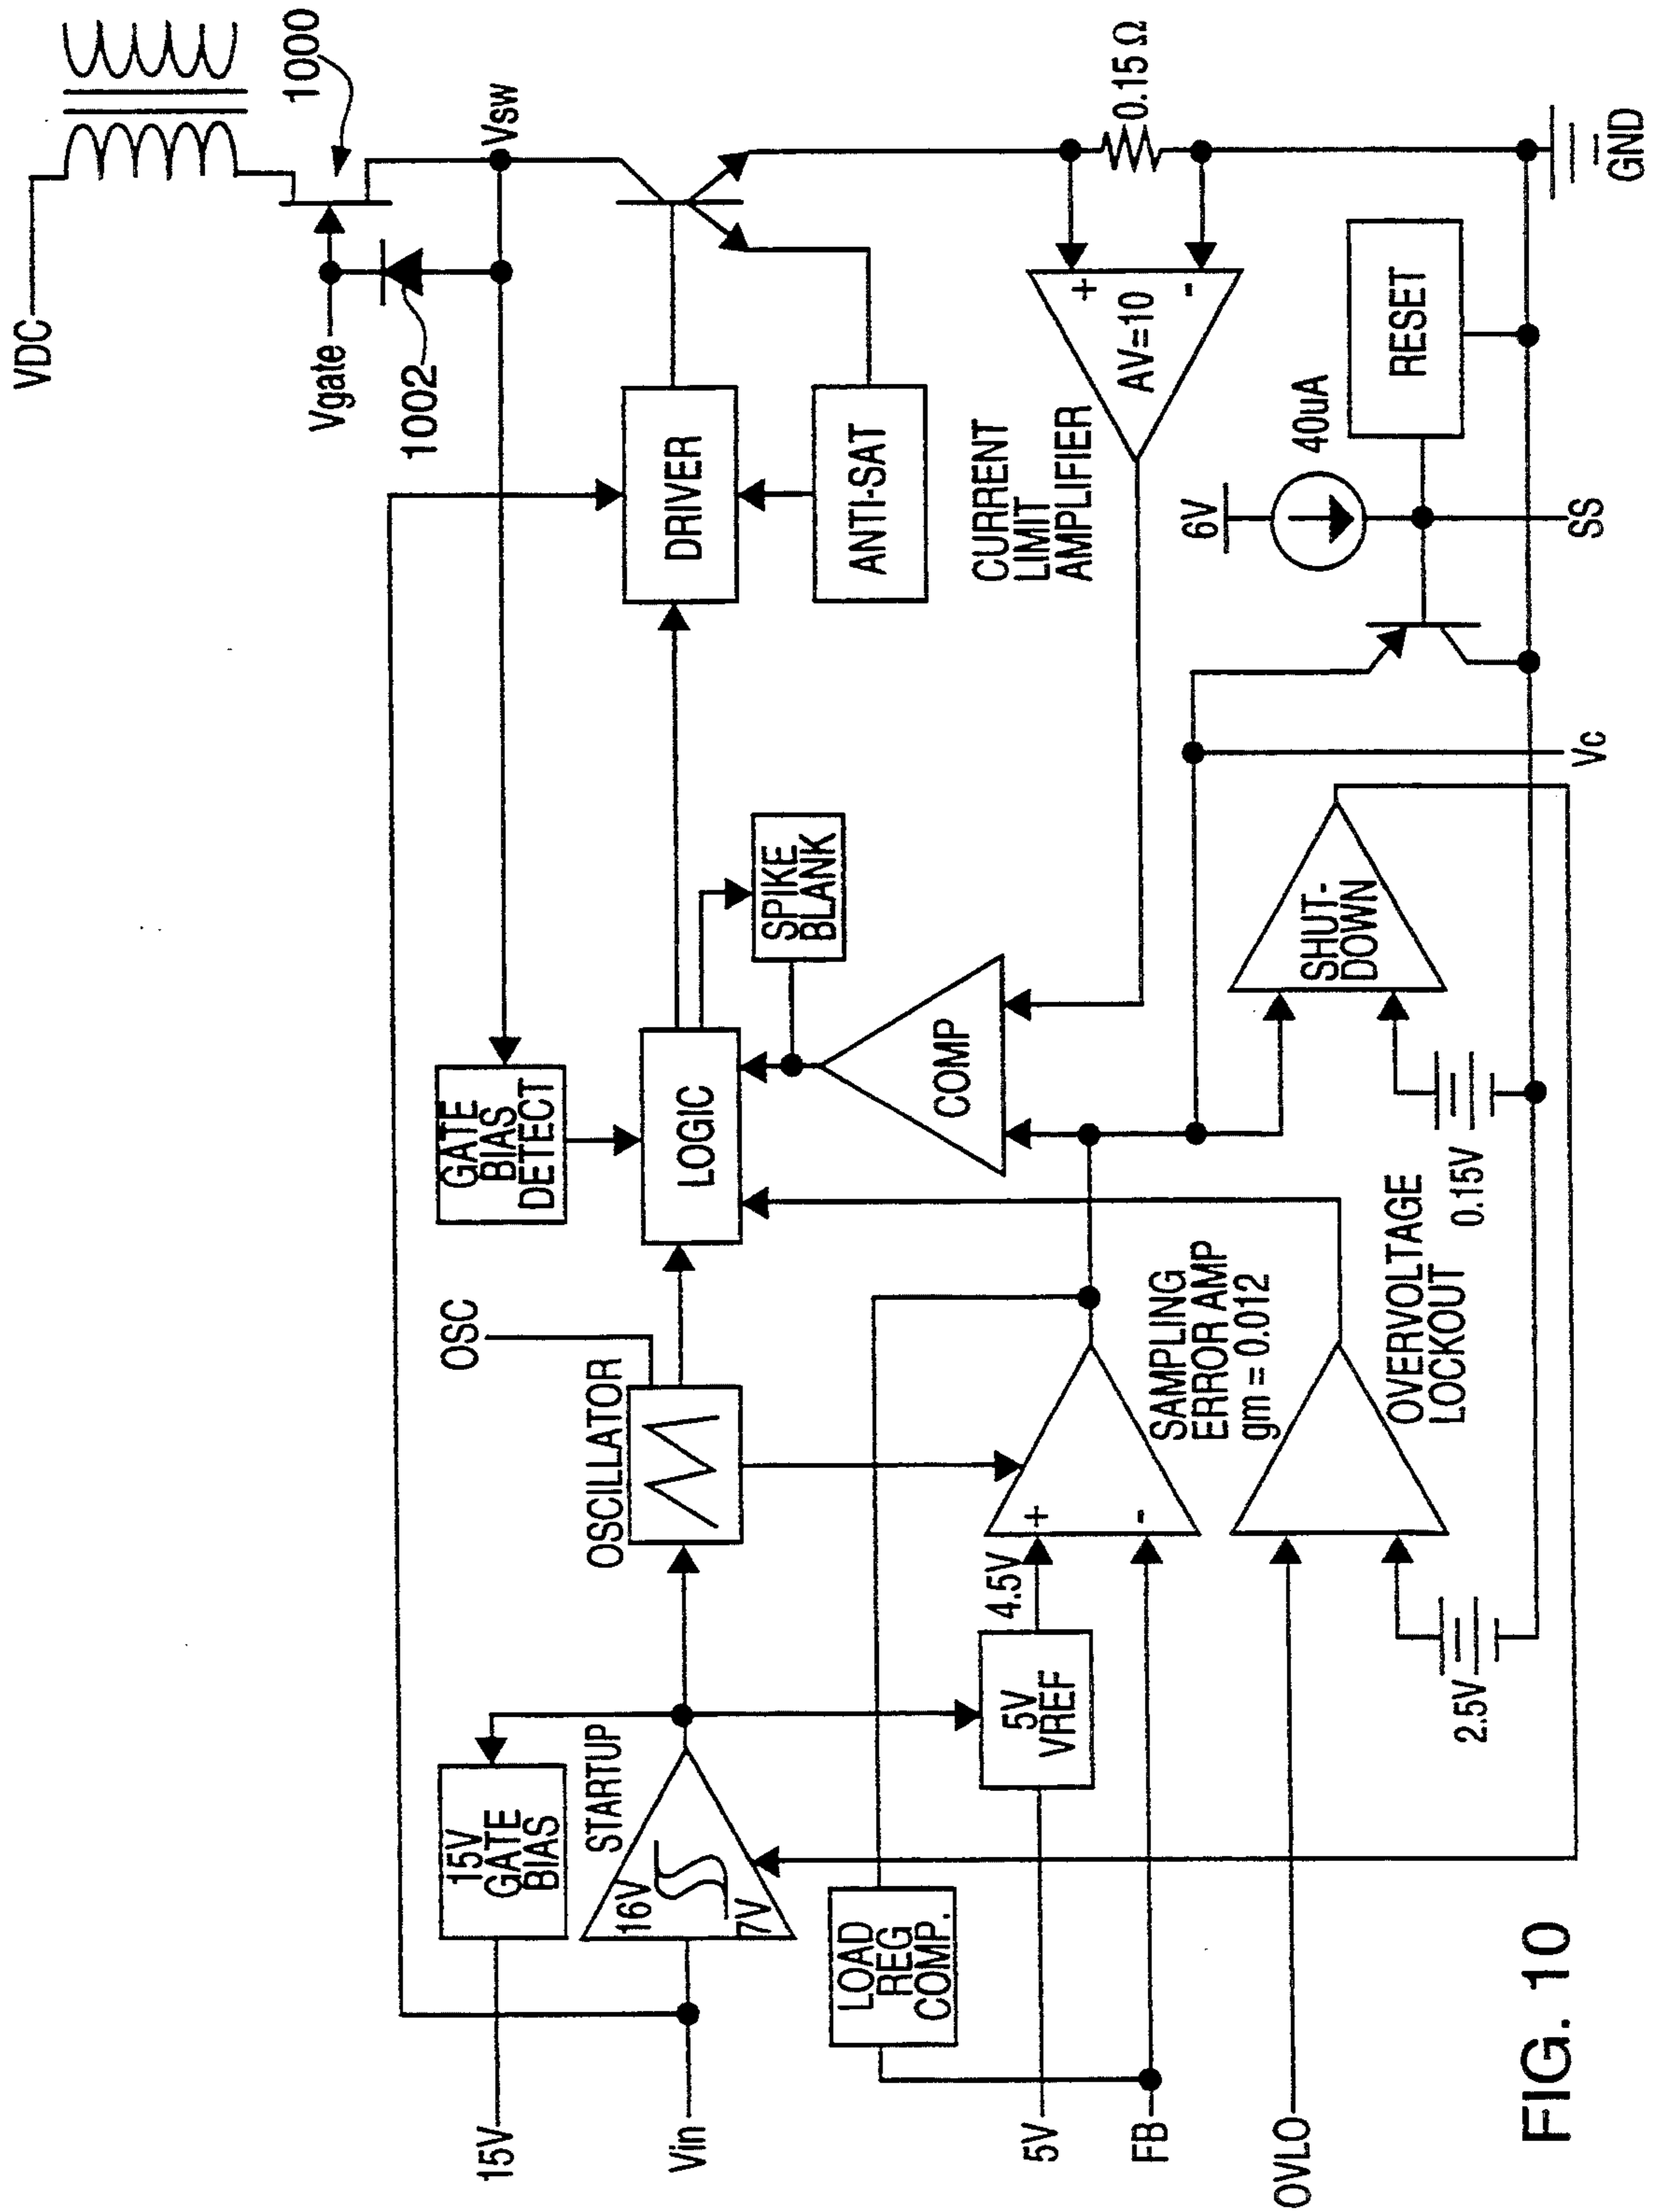 VDC
1000
Vgate
1002
Vsw
15V
15V
GATE
BIAS
OSC
GATE
BIAS
DETECT
Vin
16V
7V
STARTUP
OSCILLATOR
LOGIC
DRIVER
SPIKE
BLANK
ANTI-SAT
LOAD
REG
COMP.
COMP
CURRENT
LIMIT
AMPLIFIER
AV=10
+
-
0.15 Ω
5V
5V
VREF
4.5V
+
-
SAMPLING
ERROR AMP
gm = 0.012
FB
OVLO
OVERVOLTAGE
LOCKOUT
2.5V
SHUT-
DOWN
0.15V
6V
40uA
RESET
Vc
SS
GND
FIG. 10